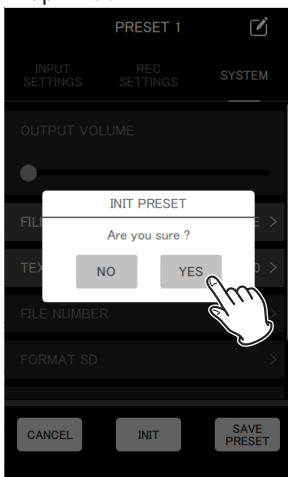 PRESET 1
INPUT
SETTINGS
REC
SETTINGS
SYSTEM
OUTPUT VOLUME
INIT PRESET
Are you sure ?
NO
YES
FILE NUMBER
FORMAT SD
CANCEL
INIT
SAVE
PRESET